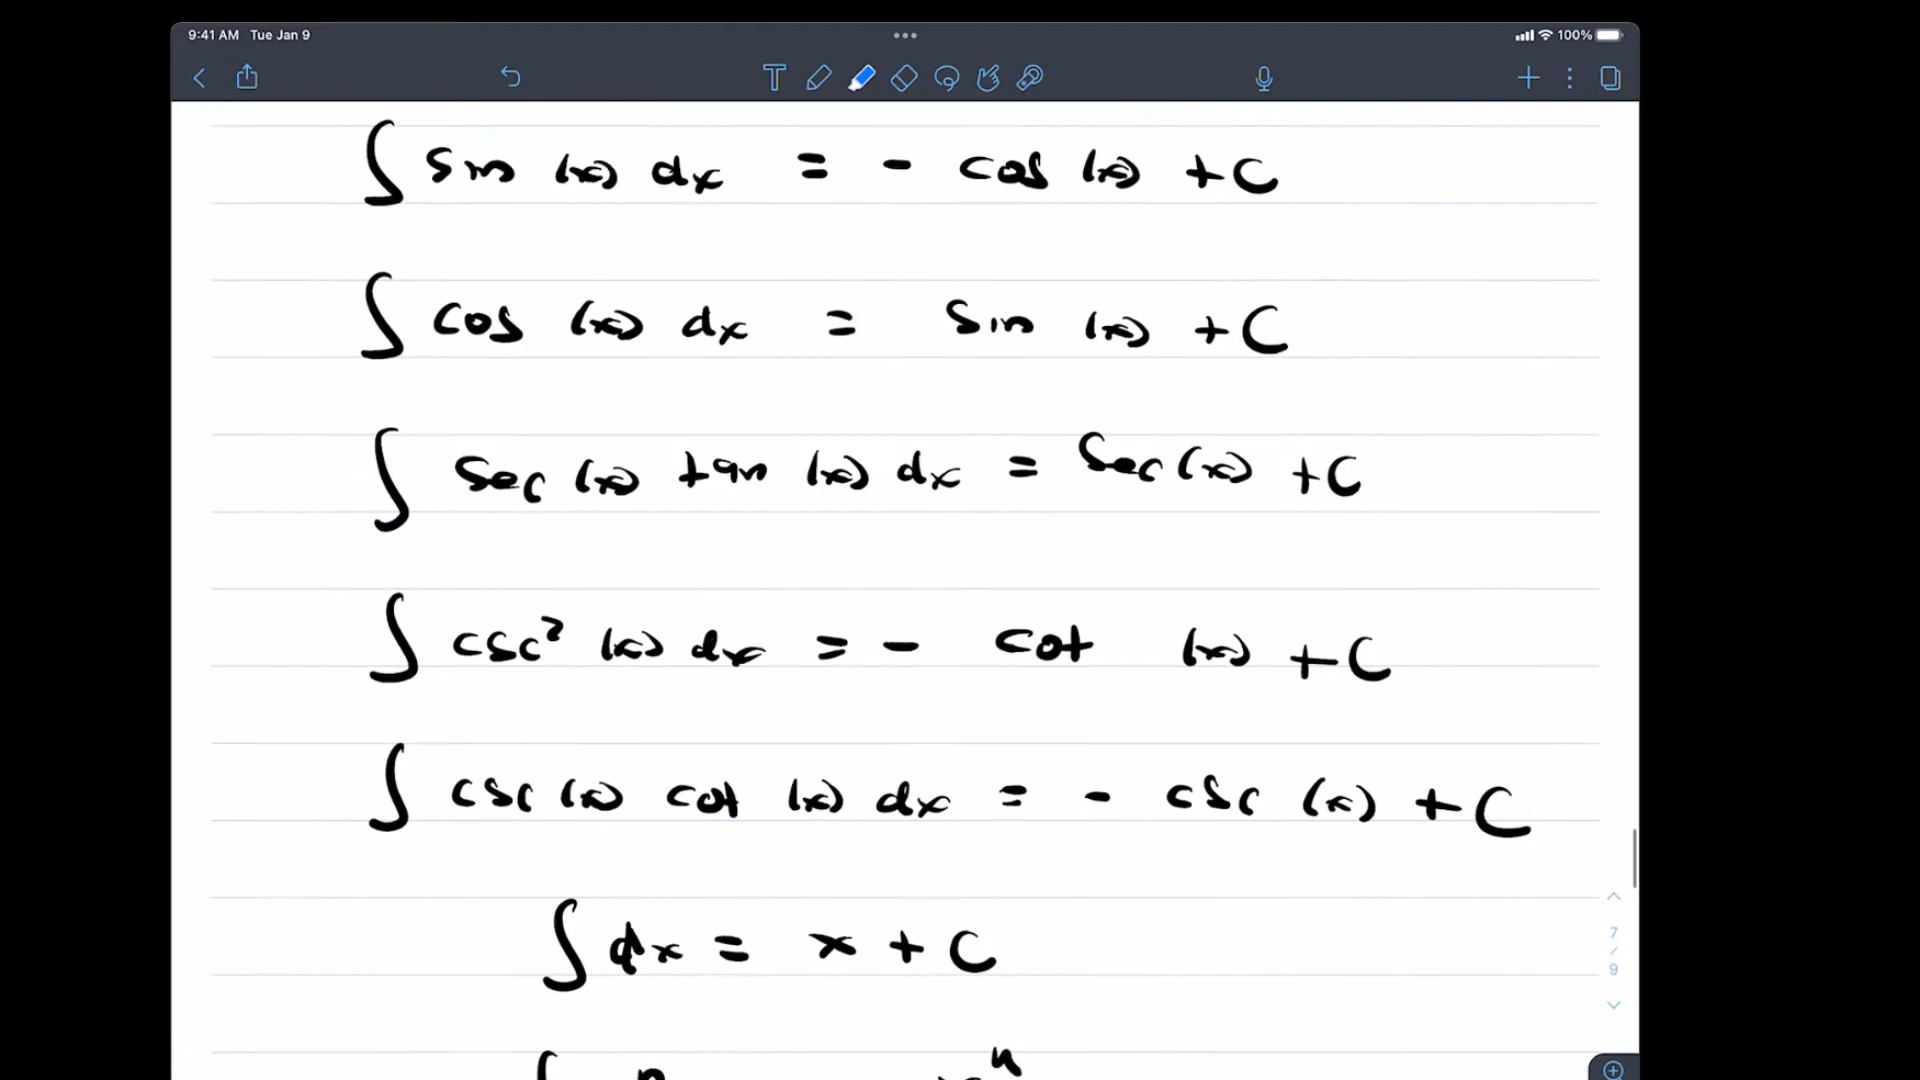 9:41 AM Tue Jan 9 100%
∫ sin (x) dx = - cos (x) + C
∫ cos (x) dx = sin (x) + C
∫ sec (x) tan (x) dx = sec (x) + C
∫ csc² (x) dx = - cot (x) + C
∫ csc (x) cot (x) dx = - csc (x) + C
∫ dx = x + C
7 / 9